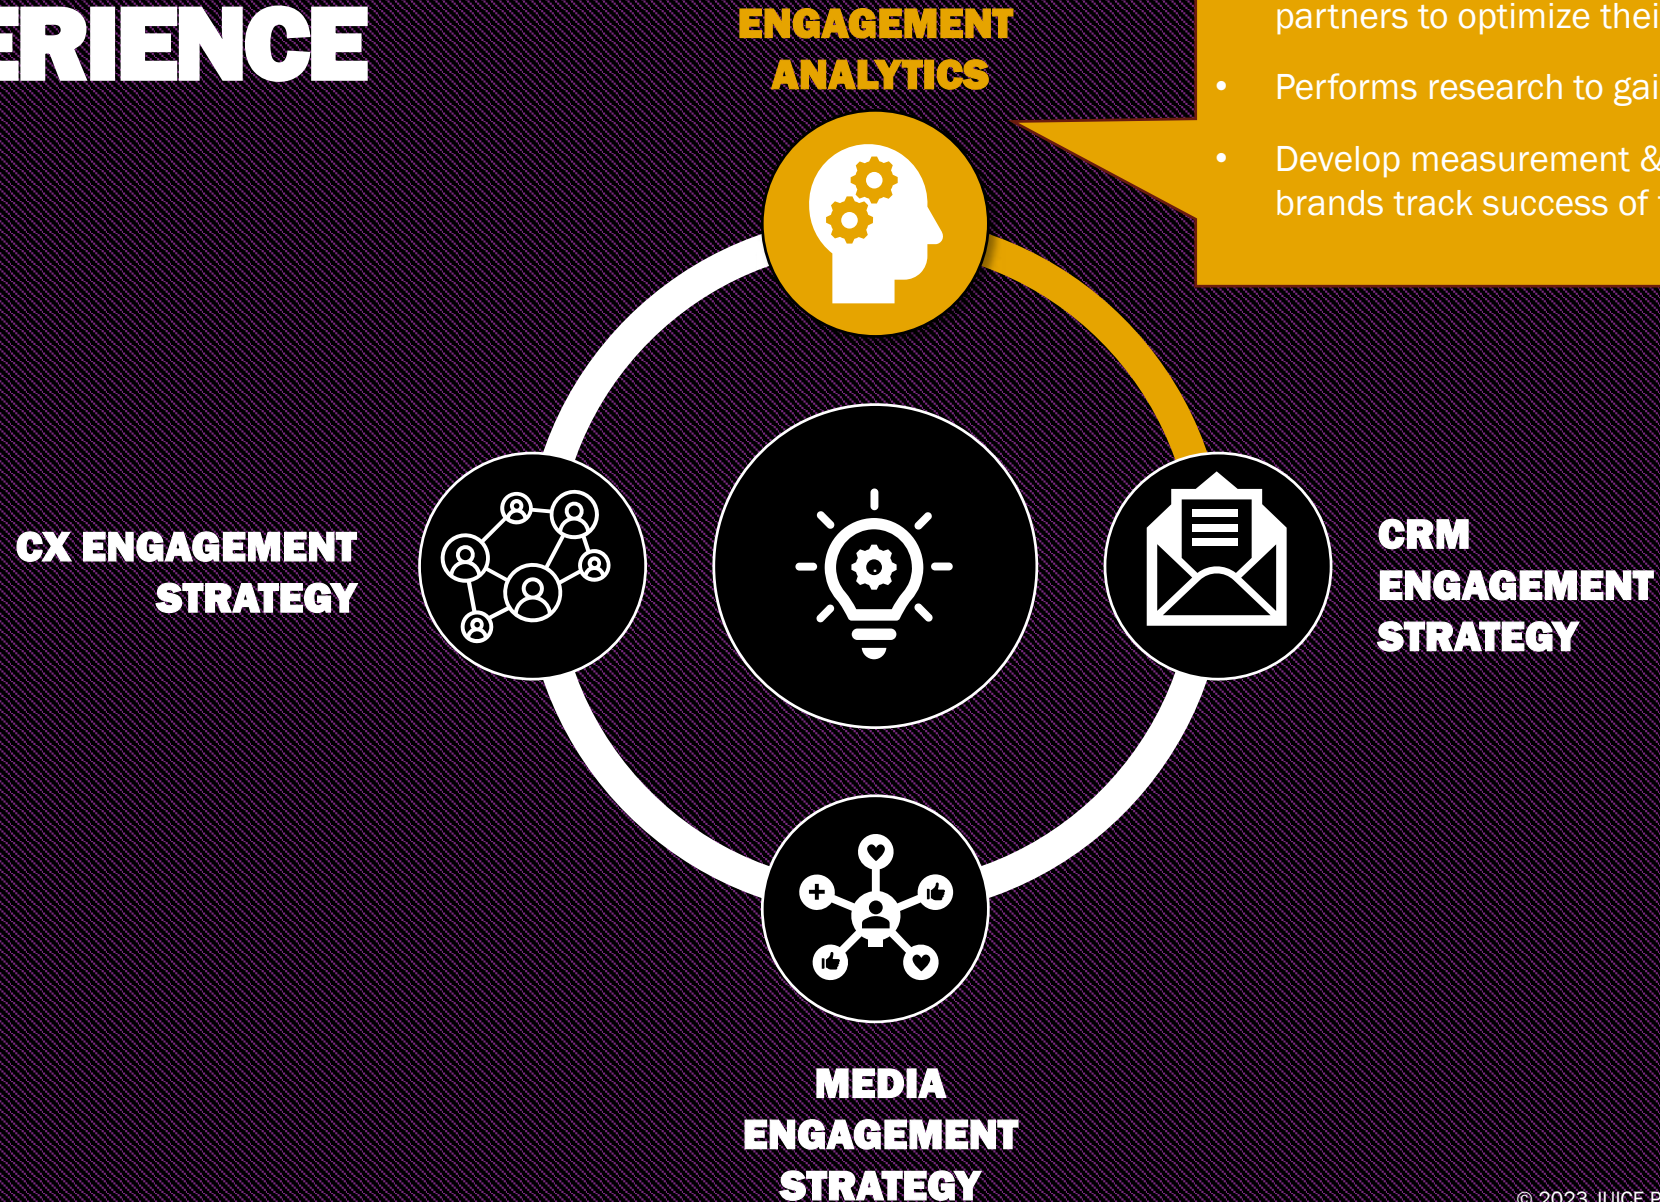 ERIENCE
ENGAGEMENT
ANALYTICS
partners to optimize thei
• Performs research to gai
• Develop measurement &
brands track success of
CX ENGAGEMENT
STRATEGY
CRM
ENGAGEMENT
STRATEGY
MEDIA
ENGAGEMENT
STRATEGY
© 2023 JUICE P